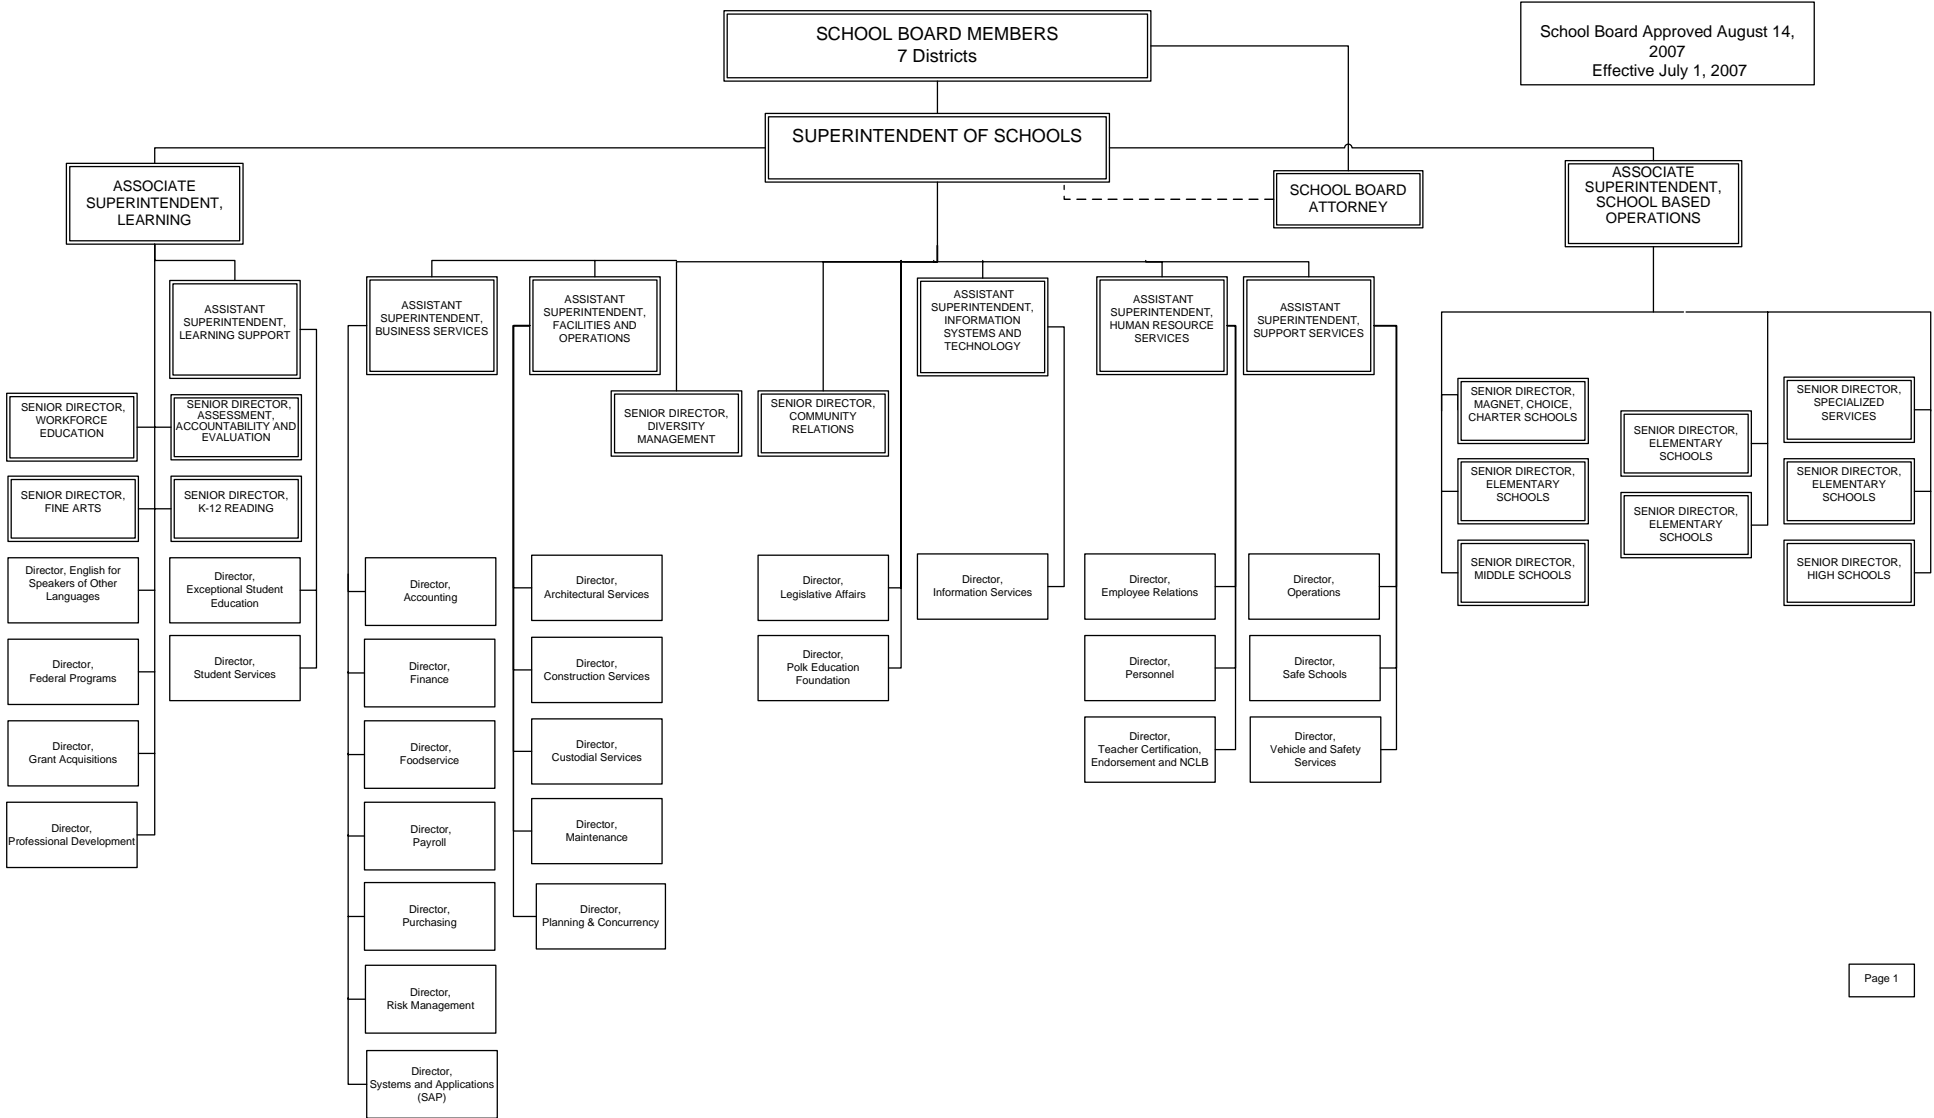 SCHOOL BOARD MEMBERS
7 Districts
School Board Approved August 14,
2007
Effective July 1, 2007
SUPERINTENDENT OF SCHOOLS
ASSOCIATE
SUPERINTENDENT,
LEARNING
SCHOOL BOARD
ATTORNEY
ASSOCIATE
SUPERINTENDENT,
SCHOOL BASED
OPERATIONS
ASSISTANT
SUPERINTENDENT,
LEARNING SUPPORT
ASSISTANT
SUPERINTENDENT,
BUSINESS SERVICES
ASSISTANT
SUPERINTENDENT,
FACILITIES AND
OPERATIONS
ASSISTANT
SUPERINTENDENT,
INFORMATION
SYSTEMS AND
TECHNOLOGY
ASSISTANT
SUPERINTENDENT,
HUMAN RESOURCE
SERVICES
ASSISTANT
SUPERINTENDENT,
SUPPORT SERVICES
SENIOR DIRECTOR,
WORKFORCE
EDUCATION
SENIOR DIRECTOR,
ASSESSMENT,
ACCOUNTABILITY AND
EVALUATION
SENIOR DIRECTOR,
DIVERSITY
MANAGEMENT
SENIOR DIRECTOR,
COMMUNITY
RELATIONS
SENIOR DIRECTOR,
MAGNET, CHOICE,
CHARTER SCHOOLS
SENIOR DIRECTOR,
ELEMENTARY
SCHOOLS
SENIOR DIRECTOR,
SPECIALIZED
SERVICES
SENIOR DIRECTOR,
FINE ARTS
SENIOR DIRECTOR,
K-12 READING
SENIOR DIRECTOR,
ELEMENTARY
SCHOOLS
SENIOR DIRECTOR,
ELEMENTARY
SCHOOLS
SENIOR DIRECTOR,
ELEMENTARY
SCHOOLS
Director, English for
Speakers of Other
Languages
Director,
Exceptional Student
Education
Director,
Accounting
Director,
Architectural Services
Director,
Legislative Affairs
Director,
Information Services
Director,
Employee Relations
Director,
Operations
SENIOR DIRECTOR,
MIDDLE SCHOOLS
SENIOR DIRECTOR,
HIGH SCHOOLS
Director,
Federal Programs
Director,
Student Services
Director,
Finance
Director,
Construction Services
Director,
Polk Education
Foundation
Director,
Personnel
Director,
Safe Schools
Director,
Grant Acquisitions
Director,
Foodservice
Director,
Custodial Services
Director,
Teacher Certification,
Endorsement and NCLB
Director,
Vehicle and Safety
Services
Director,
Professional Development
Director,
Payroll
Director,
Maintenance
Director,
Purchasing
Director,
Planning & Concurrency
Director,
Risk Management
Page 1
Director,
Systems and Applications
(SAP)